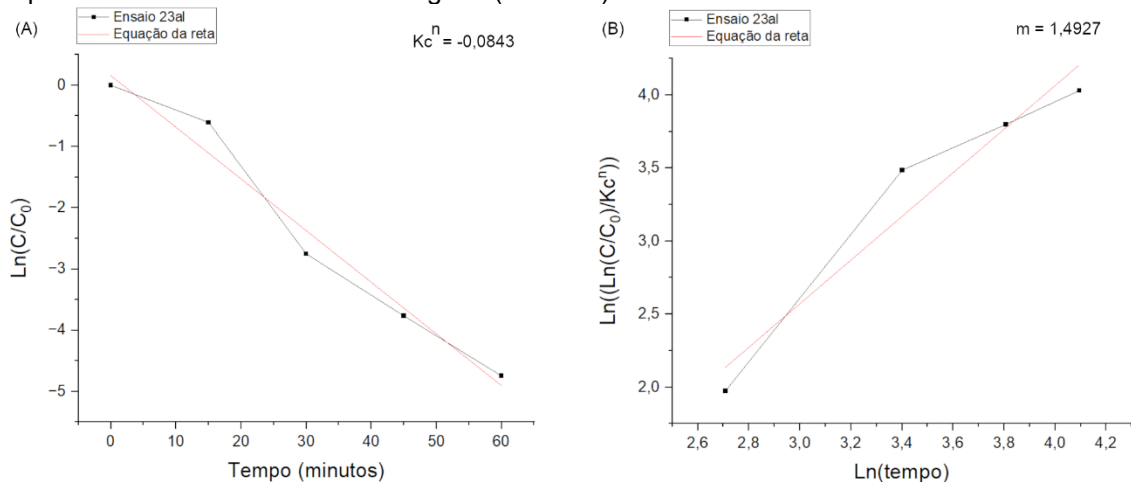 (A)
Ensaio 23al
Equação da reta
Kcⁿ = -0,0843
Ln(C/C₀)
0
−1
−2
−3
−4
−5
0 10 20 30 40 50 60
Tempo (minutos)
(B)
Ensaio 23al
Equação da reta
m = 1,4927
Ln((Ln(C/C₀)/Kcⁿ))
4,0
3,5
3,0
2,5
2,0
2,6 2,8 3,0 3,2 3,4 3,6 3,8 4,0 4,2
Ln(tempo)